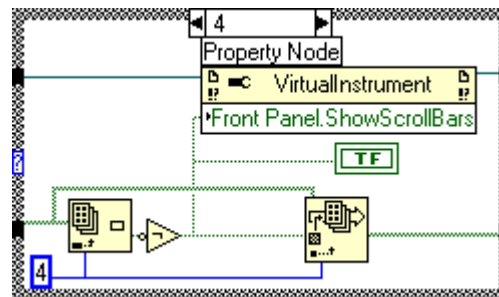 4
Property Node
VirtualInstrument
Front Panel.ShowScrollBars
TF
?
4